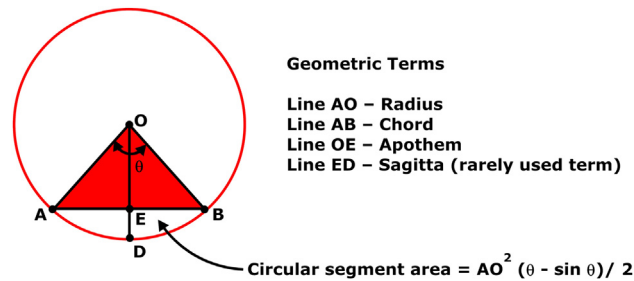 Geometric Terms
Line AO – Radius
Line AB – Chord
Line OE – Apothem
Line ED – Sagitta (rarely used term)
O
θ
A
E
B
D
Circular segment area = AO² (θ - sin θ)/ 2